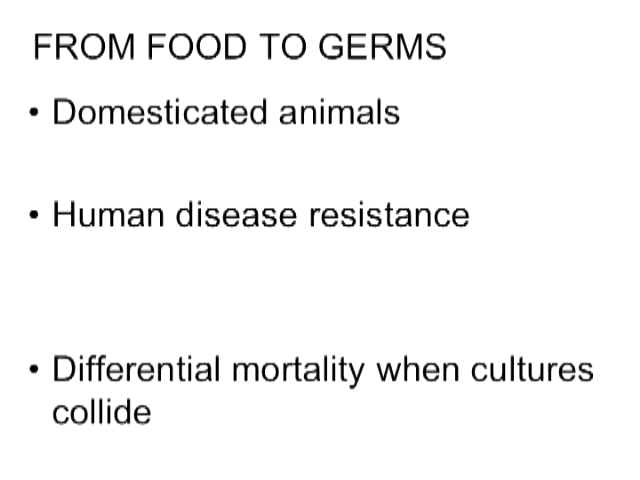 FROM FOOD TO GERMS
• Domesticated animals
• Human disease resistance
• Differential mortality when cultures
collide